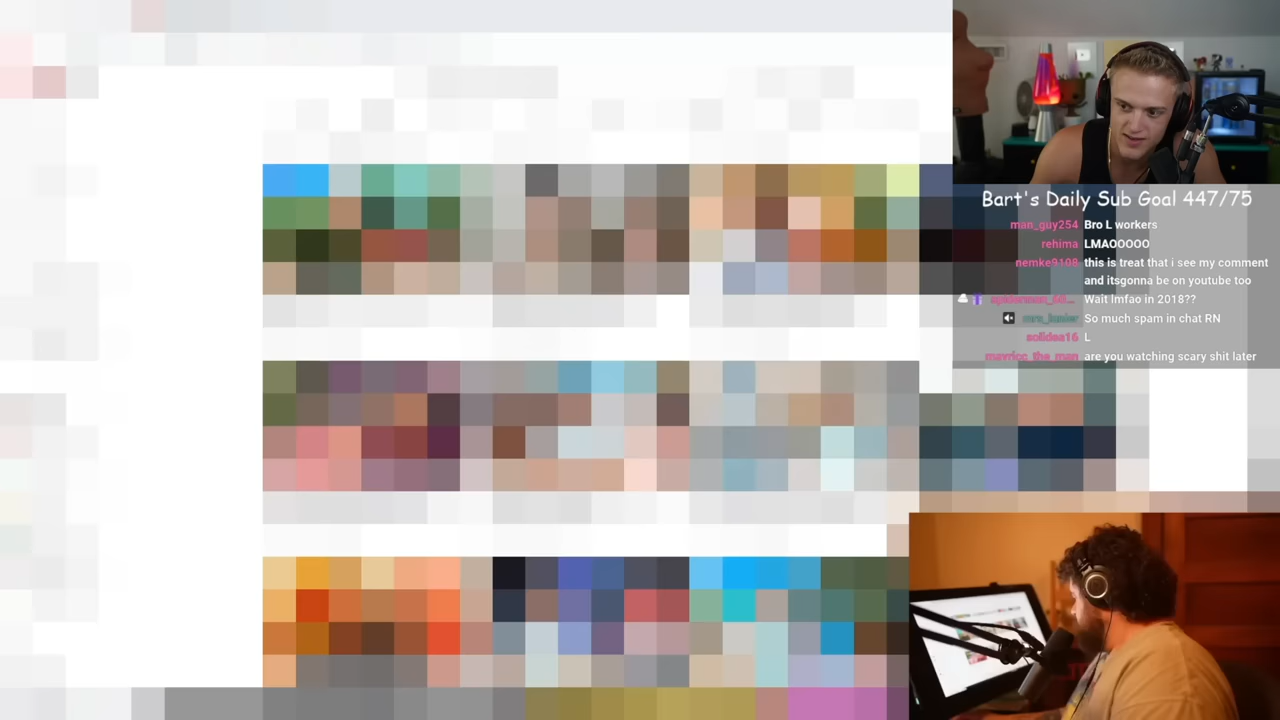 Bart's Daily Sub Goal 447/75
man_guy254 Bro L workers
rehima LMAOOOOO
nemke9108 this is treat that i see my comment
and itsgonna be on youtube too
Wait lmfao in 2018??
So much spam in chat RN
solidea16 L
mavricc_the_man are you watching scary shit later